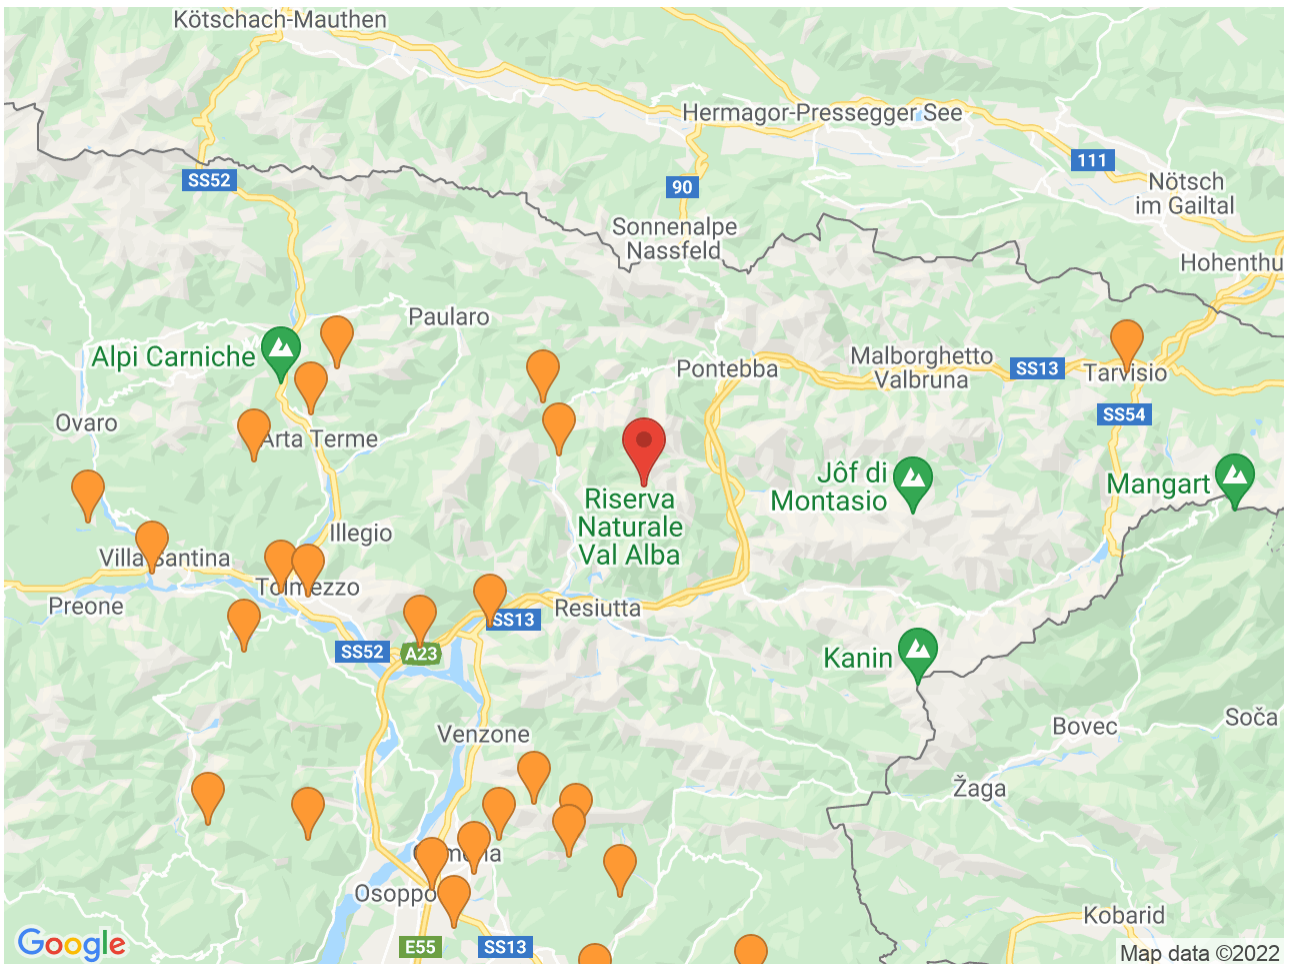 Kötschach-Mauthen
Hermagor-Pressegger See
111
SS52
90
Nötsch
im Gailtal
Sonnenalpe
Nassfeld
Hohenthu
Paularo
Alpi Carniche
Pontebba
Malborghetto
Valbruna
SS13
Tarvisio
SS54
Ovaro
Arta Terme
Jôf di
Montasio
Mangart
Riserva
Naturale
Val Alba
Illegio
Villa Santina
Tolmezzo
Preone
Resiutta
SS13
SS52
A23
Kanin
Venzone
Bovec
Soča
Žaga
Osoppo
Kobarid
E55
SS13
Google
Map data ©2022